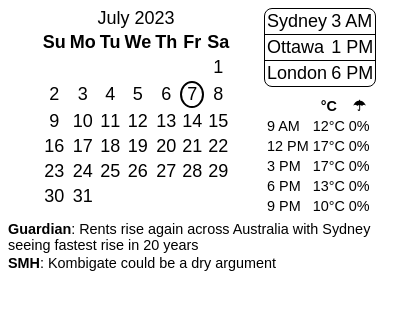 July 2023
Su Mo Tu We Th Fr Sa
1
2 3 4 5 6 7 8
9 10 11 12 13 14 15
16 17 18 19 20 21 22
23 24 25 26 27 28 29
30 31
Sydney 3 AM
Ottawa 1 PM
London 6 PM
°C ☂
9 AM 12°C 0%
12 PM 17°C 0%
3 PM 17°C 0%
6 PM 13°C 0%
9 PM 10°C 0%
Guardian: Rents rise again across Australia with Sydney
seeing fastest rise in 20 years
SMH: Kombigate could be a dry argument